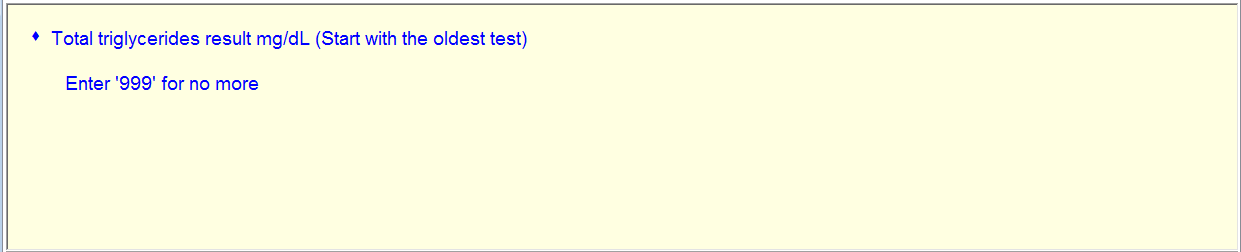 ♦ Total triglycerides result mg/dL (Start with the oldest test)
Enter '999' for no more